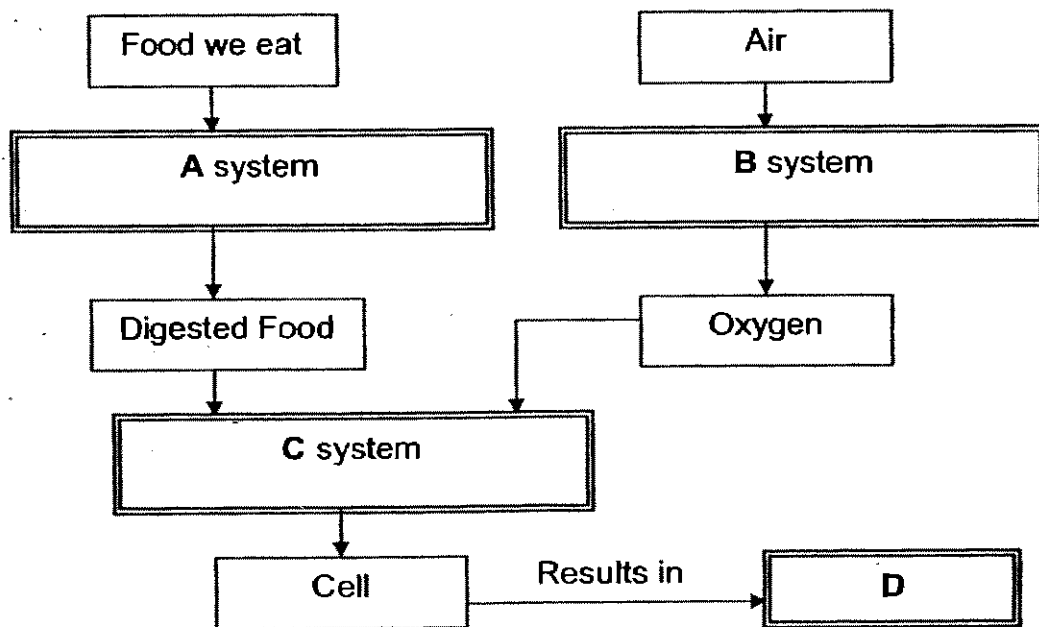 Food we eat
Air
A system
B system
Digested Food
Oxygen
C system
Cell
Results in
D